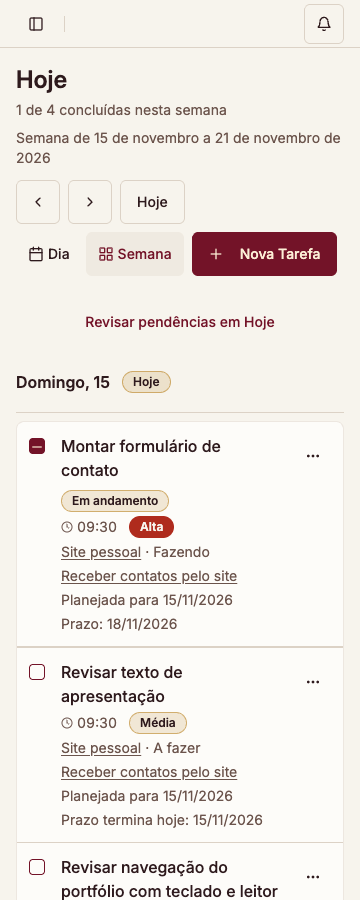 Hoje
1 de 4 concluídas nesta semana
Semana de 15 de novembro a 21 de novembro de
2026
Hoje
Dia
Semana
Nova Tarefa
Revisar pendências em Hoje
Domingo, 15
Hoje
Montar formulário de
contato
Em andamento
09:30
Alta
Site pessoal · Fazendo
Receber contatos pelo site
Planejada para 15/11/2026
Prazo: 18/11/2026
Revisar texto de
apresentação
09:30
Média
Site pessoal · A fazer
Receber contatos pelo site
Planejada para 15/11/2026
Prazo termina hoje: 15/11/2026
Revisar navegação do
portfólio com teclado e leitor